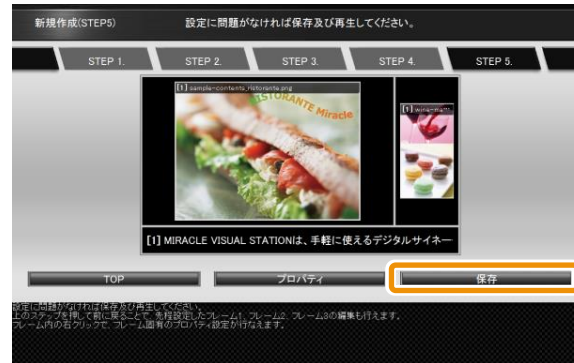 新規作成(STEP5)
設定に問題がなければ保存及び再生してください。
STEP 1.
STEP 2.
STEP 3.
STEP 4.
STEP 5.
[1] sample-contents_ristorante.png
RISTORANTE Miracle
[1] wine-nam
[1] MIRACLE VISUAL STATIONは、手軽に使えるデジタルサイネー
TOP
プロパティ
保存
設定に問題がなければ保存及び再生してください。
上のステップを押して前に戻ることで、先程設定したフレーム1、フレーム2、フレーム3の編集も行えます。
フレーム内の右クリックで、フレーム固有のプロパティ設定が行なえます。